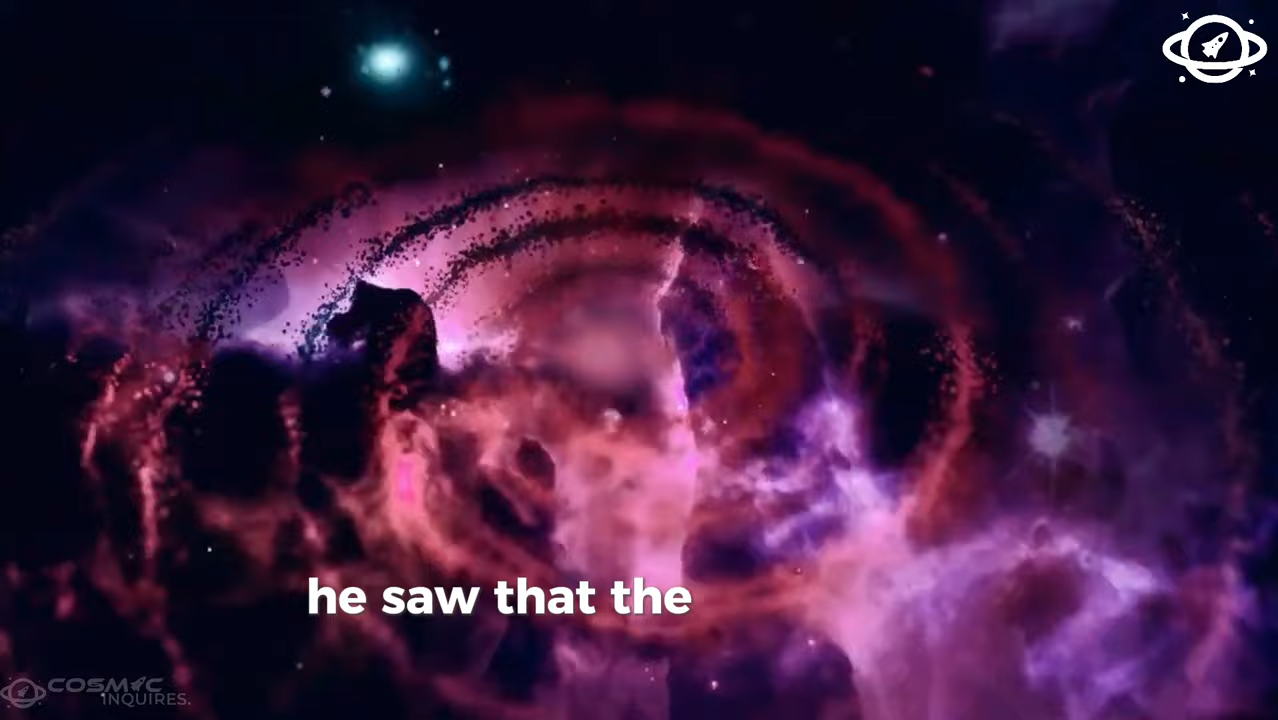 he saw that the
COSMIC
INQUIRES.